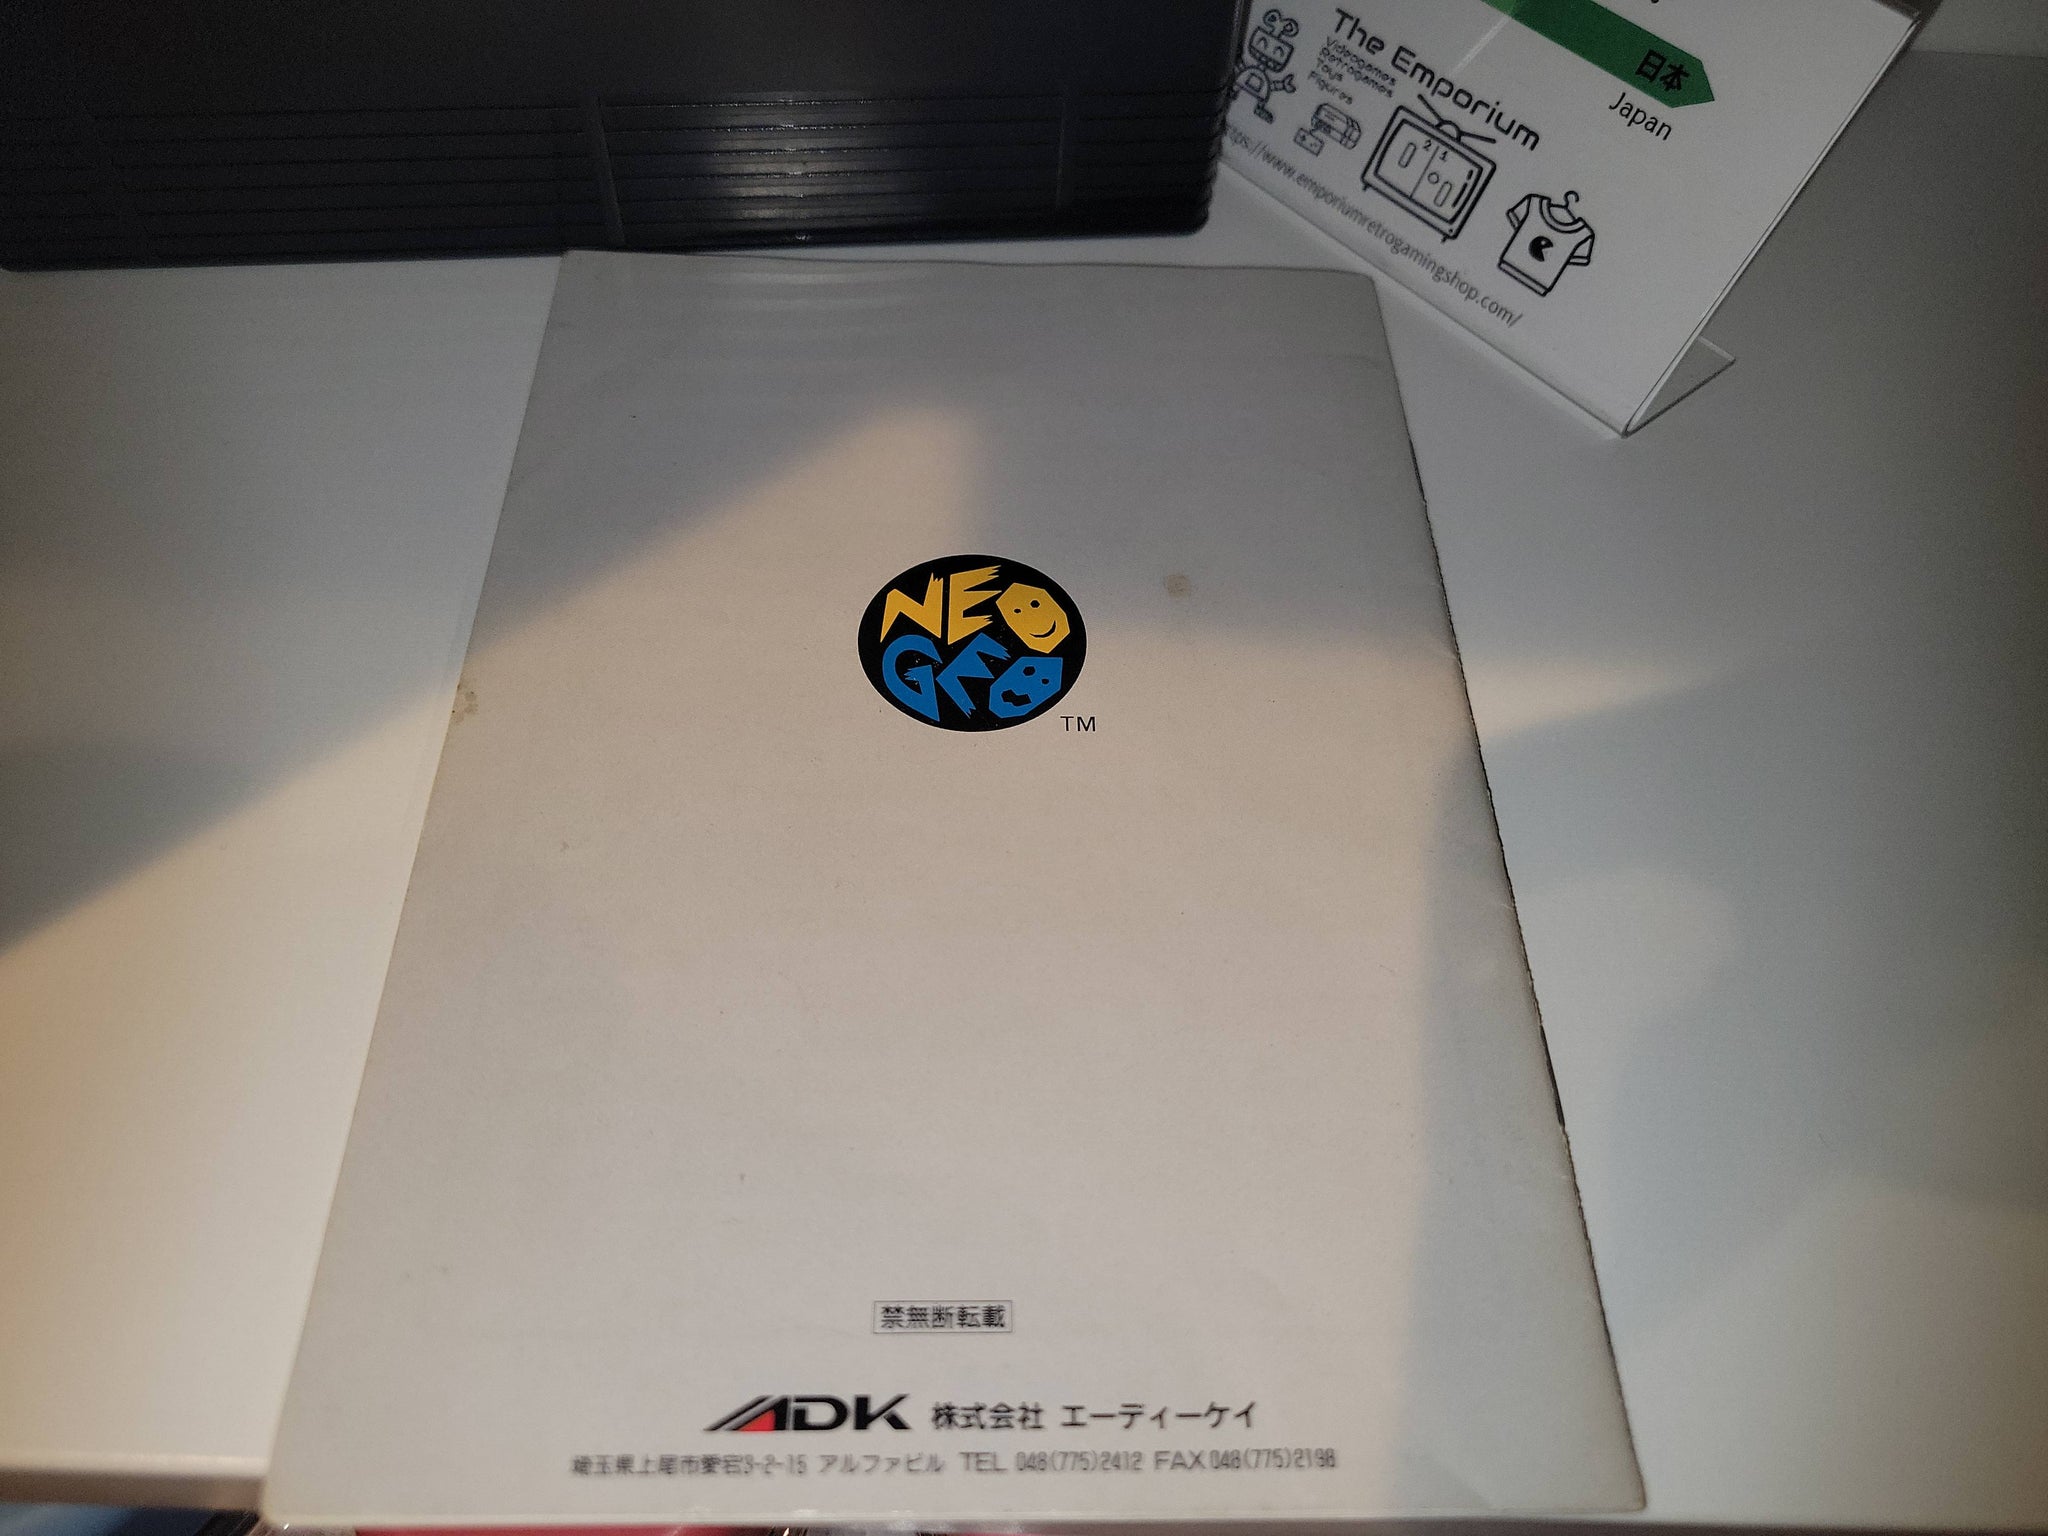 The Emporium
Videogames
Retrogames
Toys
Figures
日本
Japan
https://www.emporiumretrogamingshop.com/
NEO
GEO
TM
禁無断転載
ADK 株式会社 エーディーケイ
埼玉県上尾市愛宕3-2-15 アルファビル TEL 048(775)2412 FAX 048(775)2198